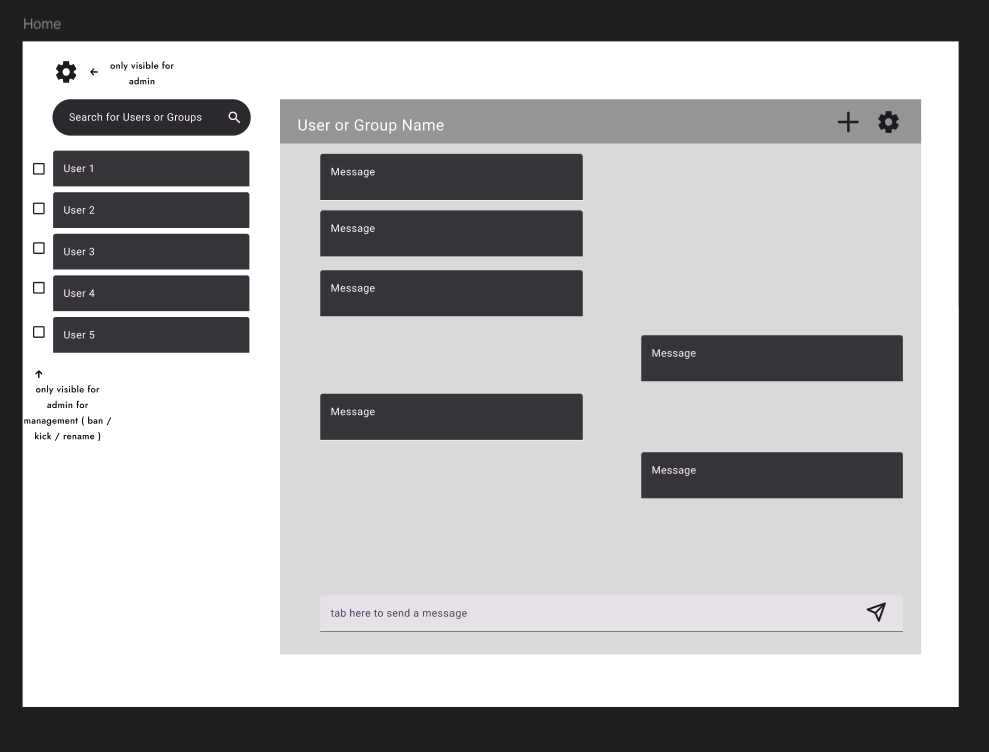 Home
only visible for
admin
Search for Users or Groups
User 1
User 2
User 3
User 4
User 5
only visible for
admin for
management ( ban /
kick / rename )
User or Group Name
Message
Message
Message
Message
Message
Message
tab here to send a message